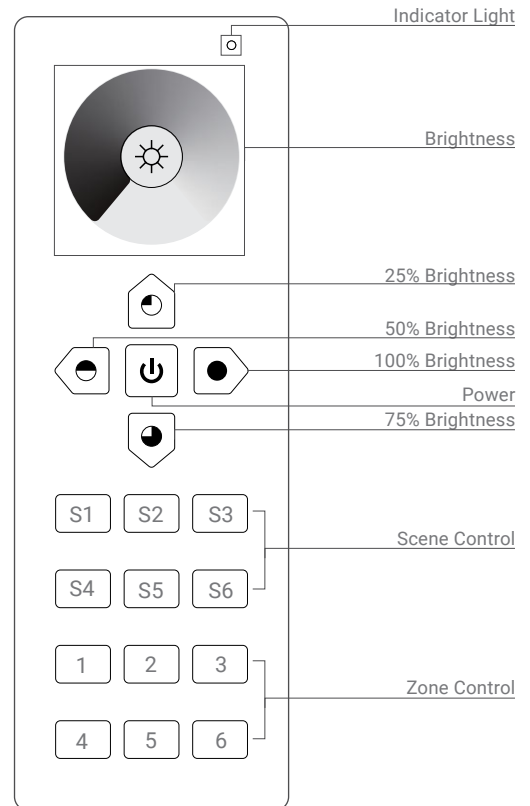 Indicator Light
Brightness
25% Brightness
50% Brightness
100% Brightness
Power
75% Brightness
S1 S2 S3
Scene Control
S4 S5 S6
1 2 3
Zone Control
4 5 6